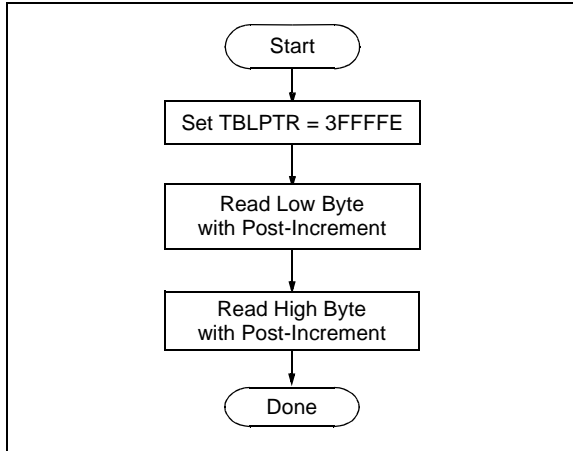 Start
Set TBLPTR = 3FFFFE
Read Low Byte
with Post-Increment
Read High Byte
with Post-Increment
Done